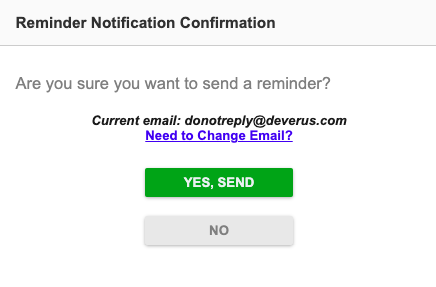 Reminder Notification Confirmation
Are you sure you want to send a reminder?
Current email: donotreply@deverus.com
Need to Change Email?
YES, SEND
NO